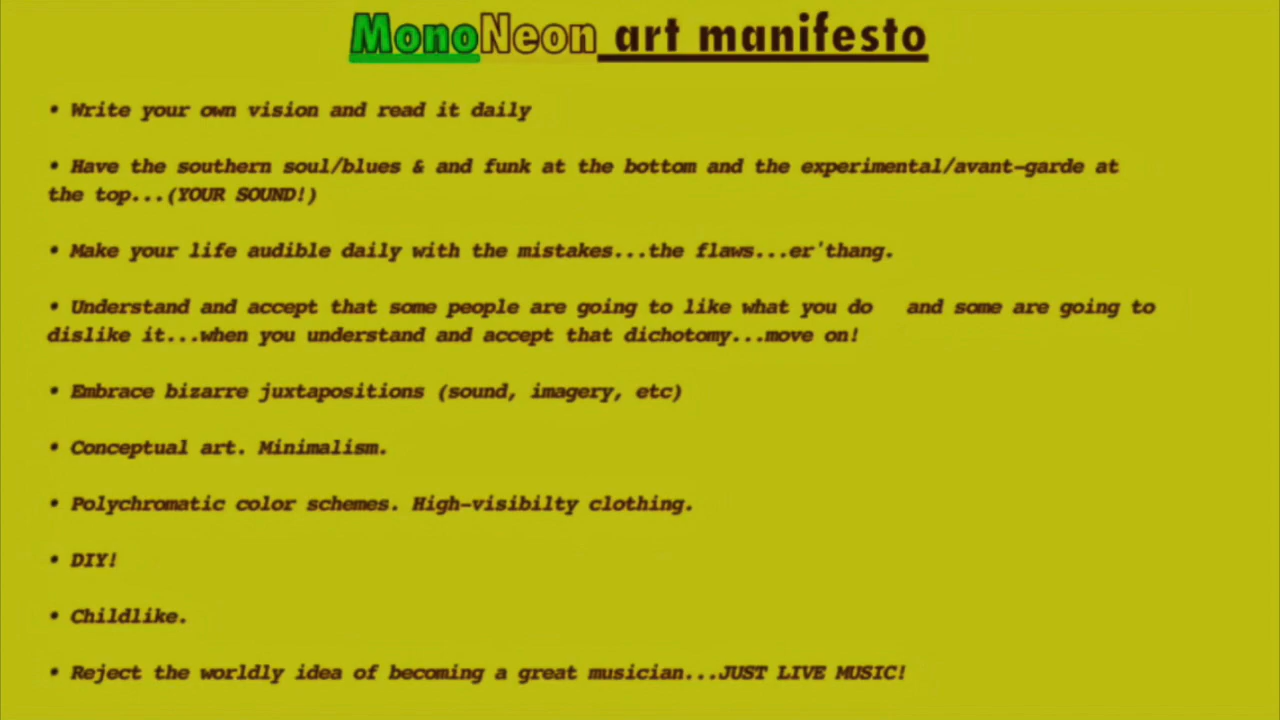 MonoNeon art manifesto
• Write your own vision and read it daily
• Have the southern soul/blues & and funk at the bottom and the experimental/avant-garde at
the top...(YOUR SOUND!)
• Make your life audible daily with the mistakes...the flaws...er'thang.
• Understand and accept that some people are going to like what you do and some are going to
dislike it...when you understand and accept that dichotomy...move on!
• Embrace bizarre juxtapositions (sound, imagery, etc)
• Conceptual art. Minimalism.
• Polychromatic color schemes. High-visibilty clothing.
• DIY!
• Childlike.
• Reject the worldly idea of becoming a great musician...JUST LIVE MUSIC!